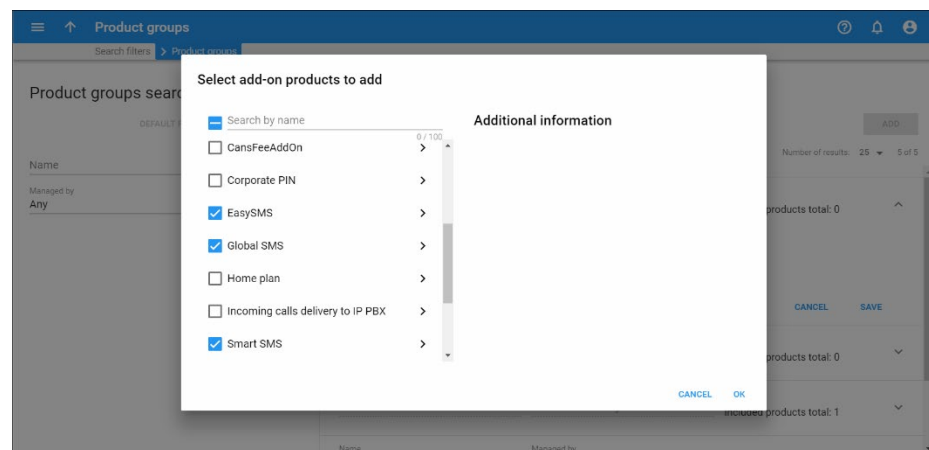 Product groups
Search filters > Product groups
Select add-on products to add
Product groups searc
Search by name
Additional information
DEFAULT
ADD
0 / 100
CansFeeAddOn
Number of results: 25 5 of 5
Name
Corporate PIN
Managed by
Any
EasySMS
products total: 0
Global SMS
Home plan
Incoming calls delivery to IP PBX
CANCEL SAVE
Smart SMS
products total: 0
CANCEL OK
Included products total: 1
Name Managed by